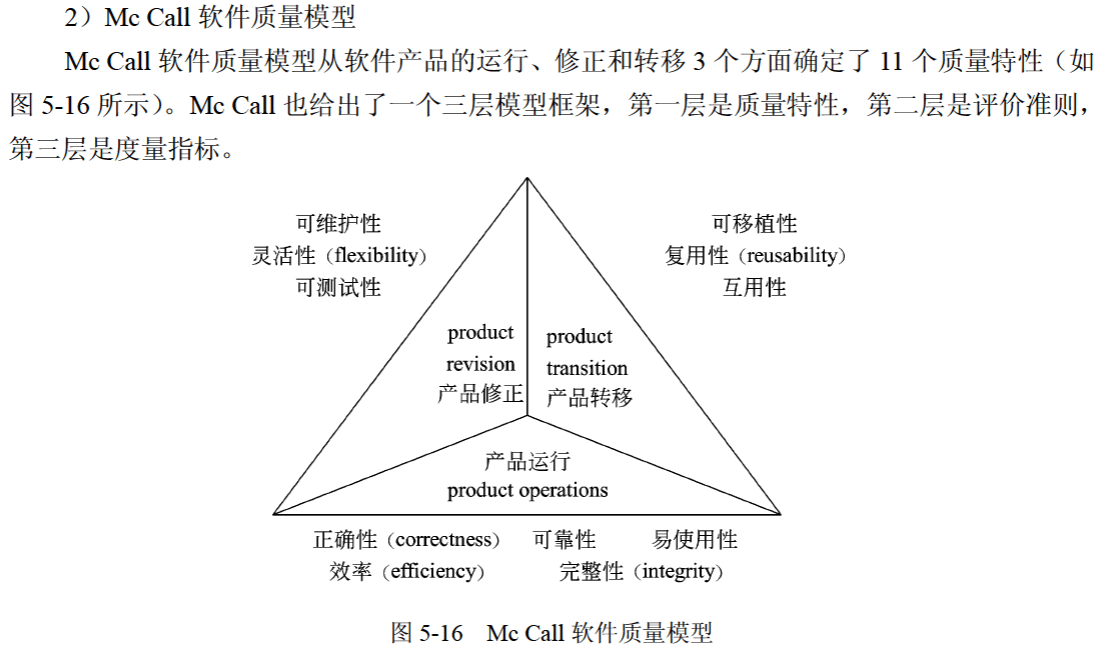 2）Mc Call 软件质量模型
Mc Call 软件质量模型从软件产品的运行、修正和转移 3 个方面确定了 11 个质量特性（如
图 5-16 所示）。Mc Call 也给出了一个三层模型框架，第一层是质量特性，第二层是评价准则，
第三层是度量指标。
可维护性
灵活性（flexibility）
可测试性
可移植性
复用性（reusability）
互用性
product
revision
产品修正
product
transition
产品转移
产品运行
product operations
正确性（correctness） 可靠性 易使用性
效率（efficiency） 完整性（integrity）
图 5-16 Mc Call 软件质量模型